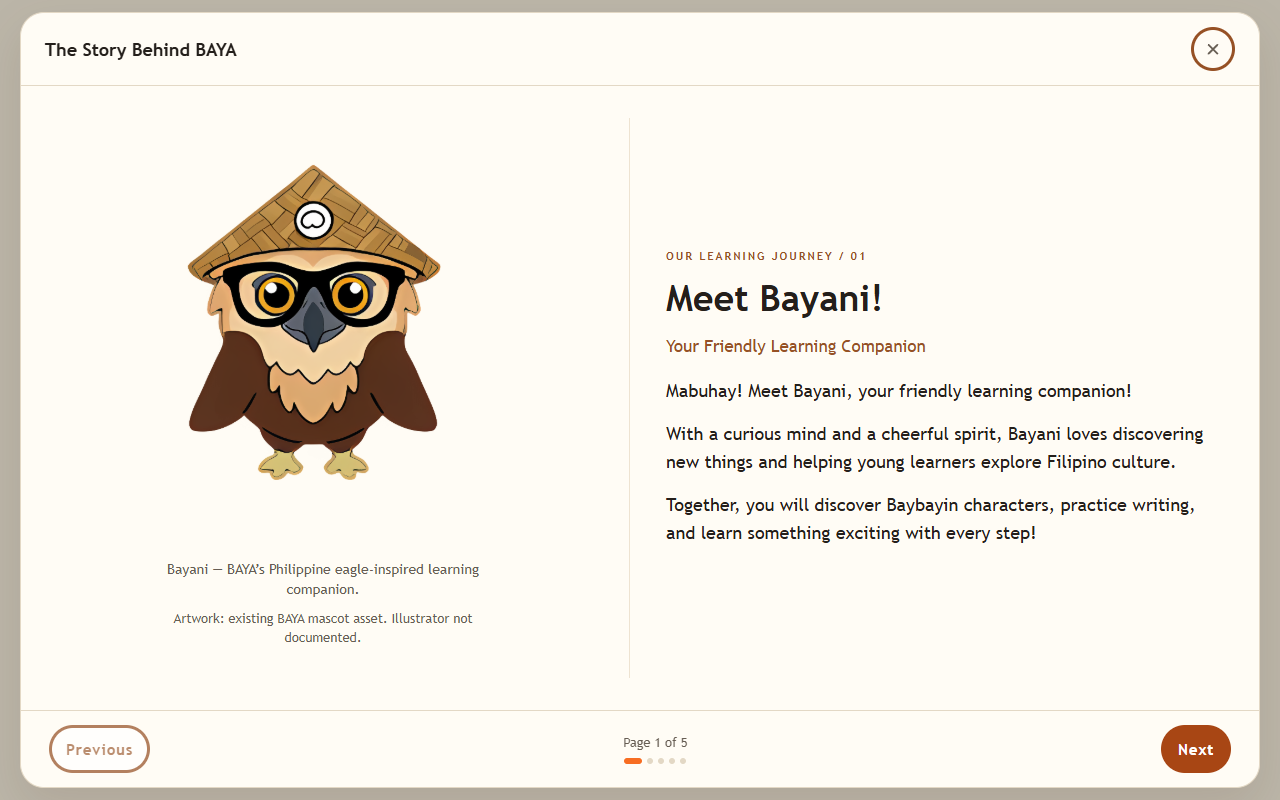 The Story Behind BAYA
Bayani — BAYA's Philippine eagle-inspired learning
companion.
Artwork: existing BAYA mascot asset. Illustrator not
documented.
OUR LEARNING JOURNEY / 01
Meet Bayani!
Your Friendly Learning Companion
Mabuhay! Meet Bayani, your friendly learning companion!
With a curious mind and a cheerful spirit, Bayani loves discovering
new things and helping young learners explore Filipino culture.
Together, you will discover Baybayin characters, practice writing,
and learn something exciting with every step!
Previous
Page 1 of 5
Next